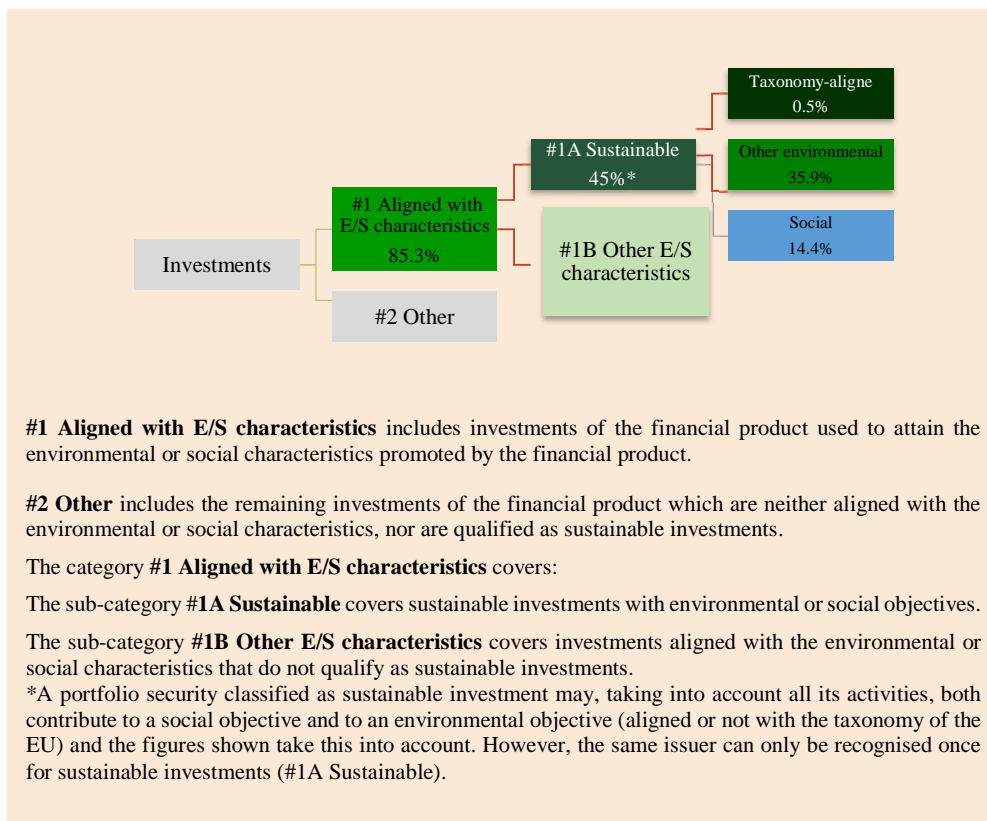 Taxonomy-aligne
0.5%
#1A Sustainable
45%*
Other environmental
35.9%
#1 Aligned with
E/S characteristics
85.3%
Social
14.4%
#1B Other E/S
characteristics
Investments
#2 Other
#1 Aligned with E/S characteristics includes investments of the financial product used to attain the
environmental or social characteristics promoted by the financial product.
#2 Other includes the remaining investments of the financial product which are neither aligned with the
environmental or social characteristics, nor are qualified as sustainable investments.
The category #1 Aligned with E/S characteristics covers:
The sub-category #1A Sustainable covers sustainable investments with environmental or social objectives.
The sub-category #1B Other E/S characteristics covers investments aligned with the environmental or
social characteristics that do not qualify as sustainable investments.
*A portfolio security classified as sustainable investment may, taking into account all its activities, both
contribute to a social objective and to an environmental objective (aligned or not with the taxonomy of the
EU) and the figures shown take this into account. However, the same issuer can only be recognised once
for sustainable investments (#1A Sustainable).